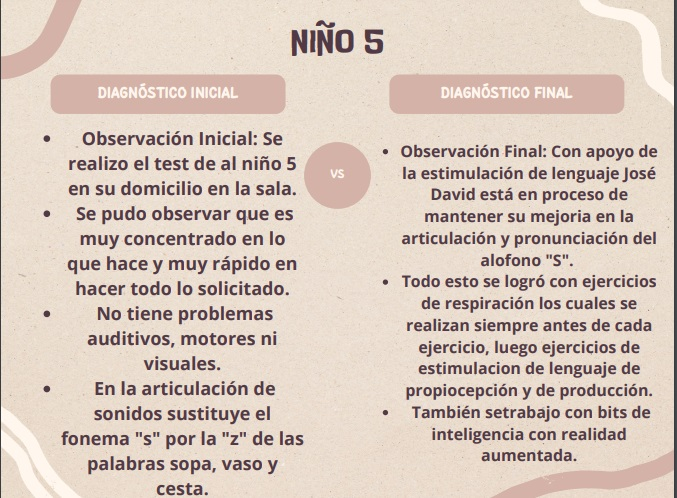 NIÑO 5
DIAGNÓSTICO INICIAL
• Observación Inicial: Se
realizo el test de al niño 5
en su domicilio en la sala.
• Se pudo observar que es
muy concentrado en lo
que hace y muy rápido en
hacer todo lo solicitado.
• No tiene problemas
auditivos, motores ni
visuales.
• En la articulación de
sonidos sustituye el
fonema "s" por la "z" de las
palabras sopa, vaso y
cesta.
VS
DIAGNÓSTICO FINAL
• Observación Final: Con apoyo de
la estimulación de lenguaje José
David está en proceso de
mantener su mejoria en la
articulación y pronunciación del
alofono "S".
• Todo esto se logró con ejercicios
de respiración los cuales se
realizan siempre antes de cada
ejercicio, luego ejercicios de
estimulacion de lenguaje de
propiocepción y de producción.
• También setrabajo con bits de
inteligencia con realidad
aumentada.